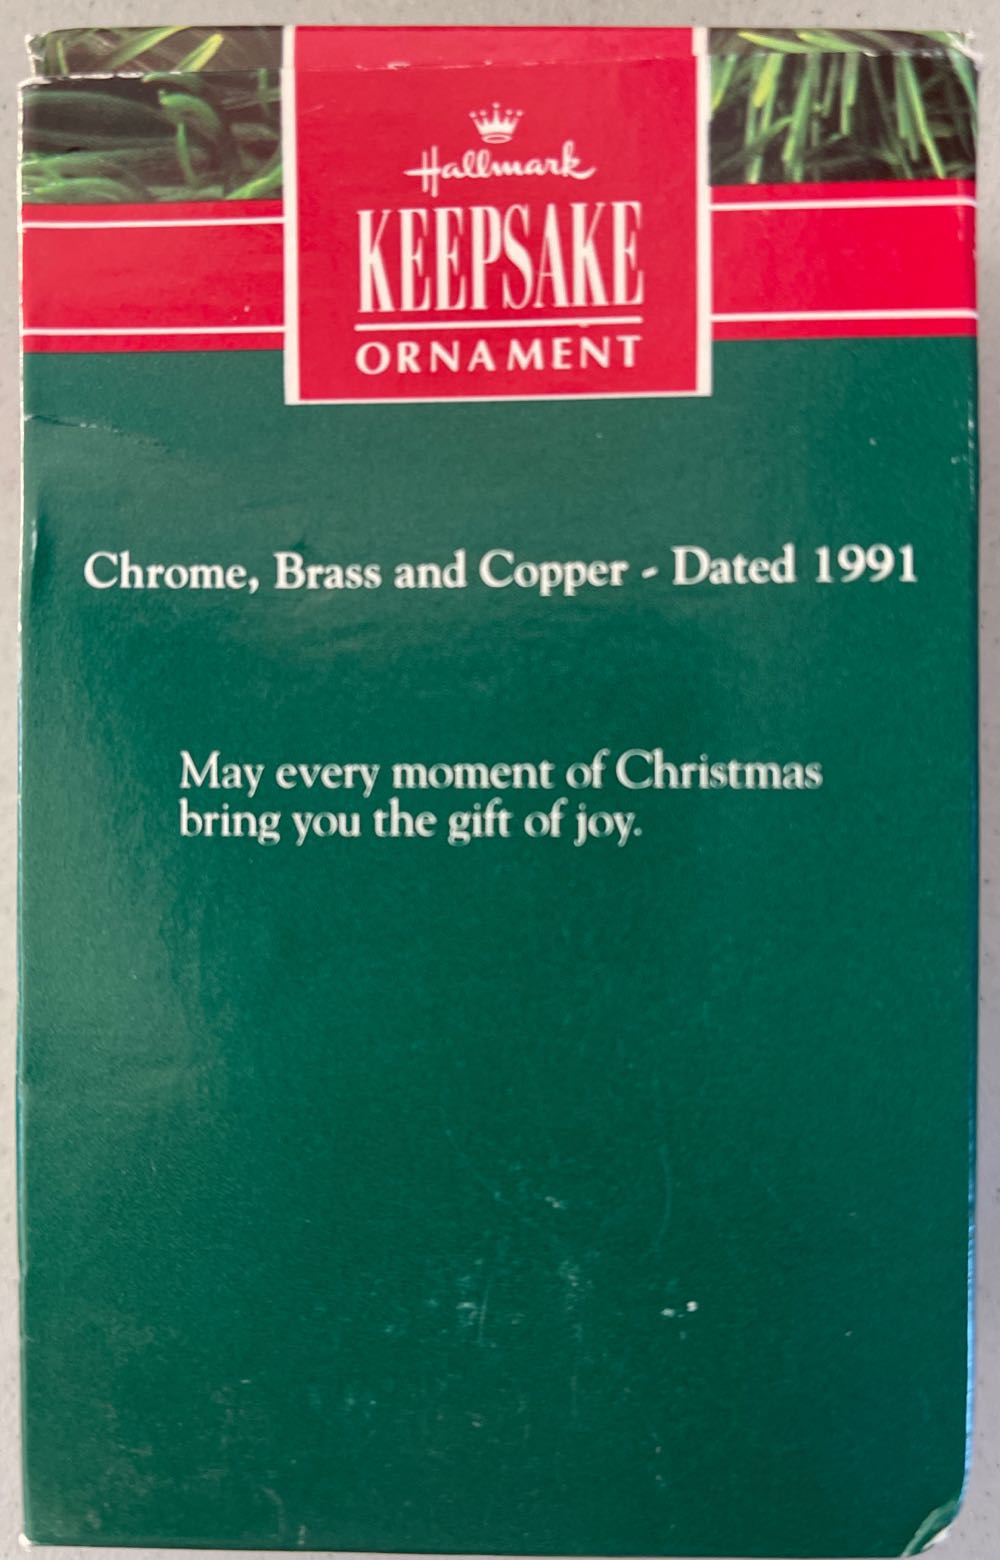 Hallmark
KEEPSAKE
ORNAMENT
Chrome, Brass and Copper - Dated 1991
May every moment of Christmas
bring you the gift of joy.